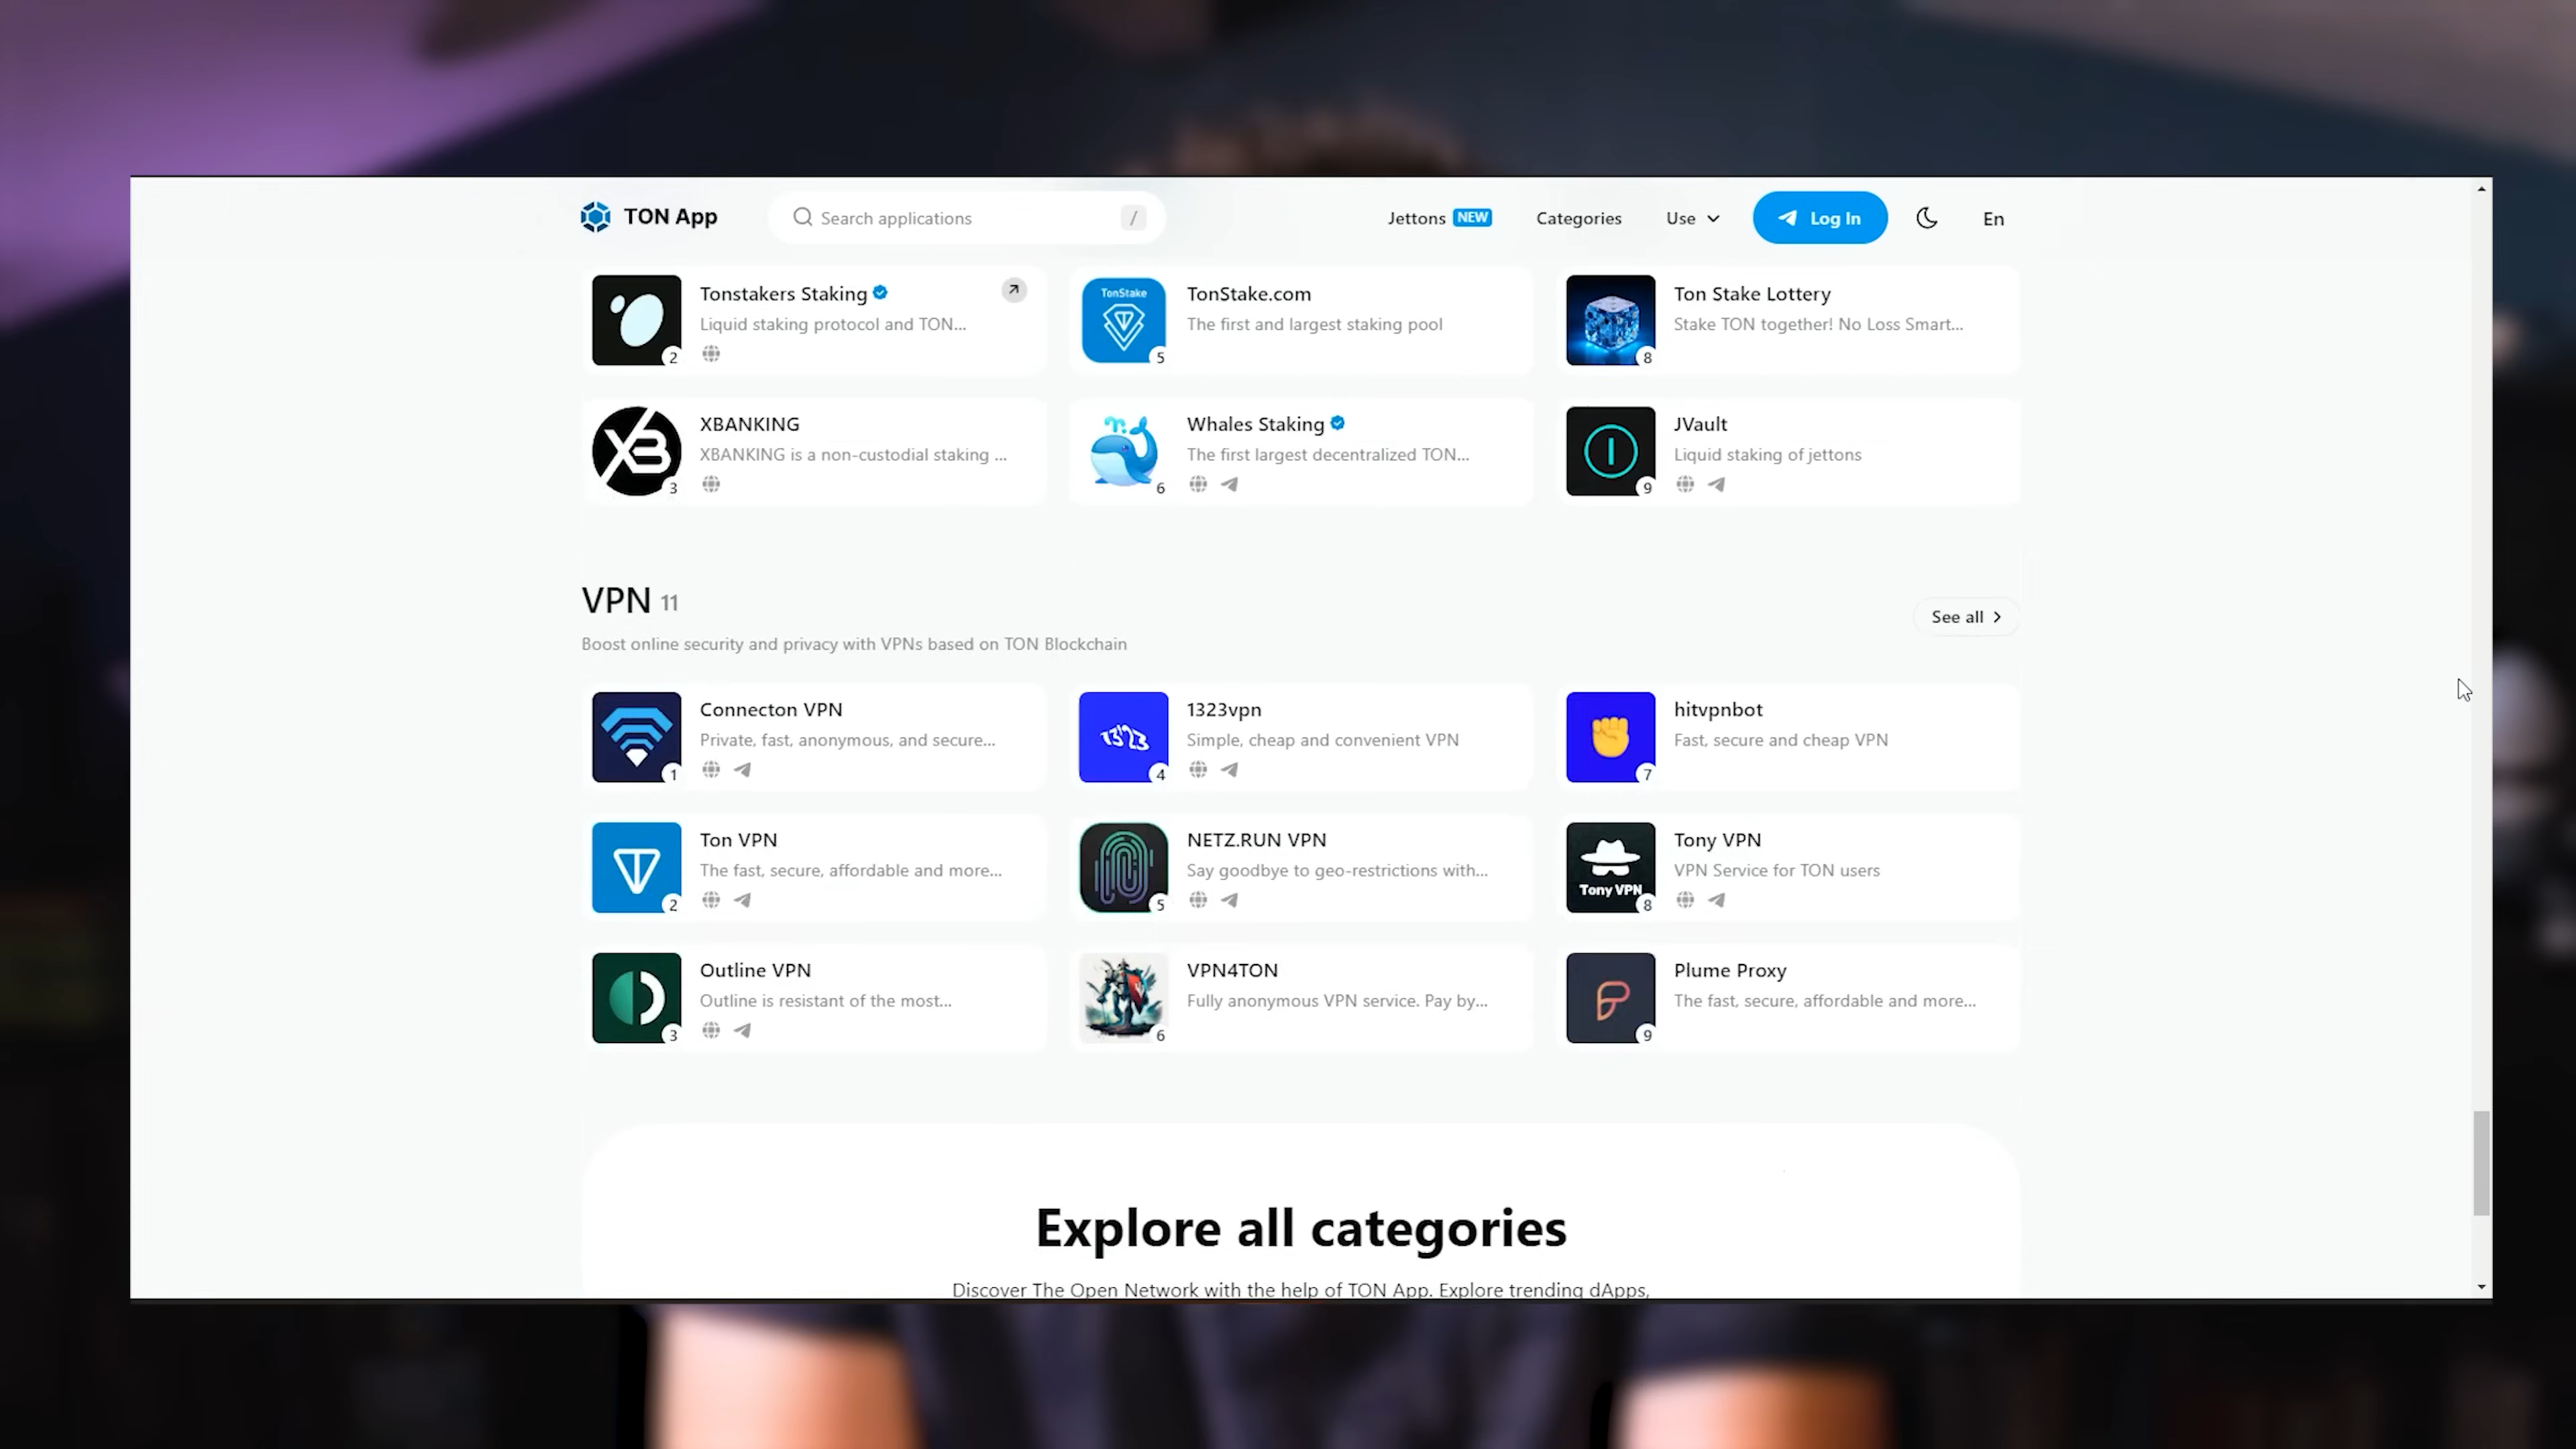 TON App
Search applications
/
Jettons NEW
Categories
Use
Log In
En
Tonstakers Staking
Liquid staking protocol and TON...
2
TonStake
TonStake.com
The first and largest staking pool
5
Ton Stake Lottery
Stake TON together! No Loss Smart...
8
XB
XBANKING
XBANKING is a non-custodial staking ...
3
Whales Staking
The first largest decentralized TON...
6
JVault
Liquid staking of jettons
9
VPN 11
See all
Boost online security and privacy with VPNs based on TON Blockchain
Connecton VPN
Private, fast, anonymous, and secure...
1
1323
1323vpn
Simple, cheap and convenient VPN
4
hitvpnbot
Fast, secure and cheap VPN
7
Ton VPN
The fast, secure, affordable and more...
2
NETZ.RUN VPN
Say goodbye to geo-restrictions with...
5
Tony VPN
Tony VPN
VPN Service for TON users
8
Outline VPN
Outline is resistant of the most...
3
VPN4TON
Fully anonymous VPN service. Pay by...
6
Plume Proxy
The fast, secure, affordable and more...
9
Explore all categories
Discover The Open Network with the help of TON App. Explore trending dApps,